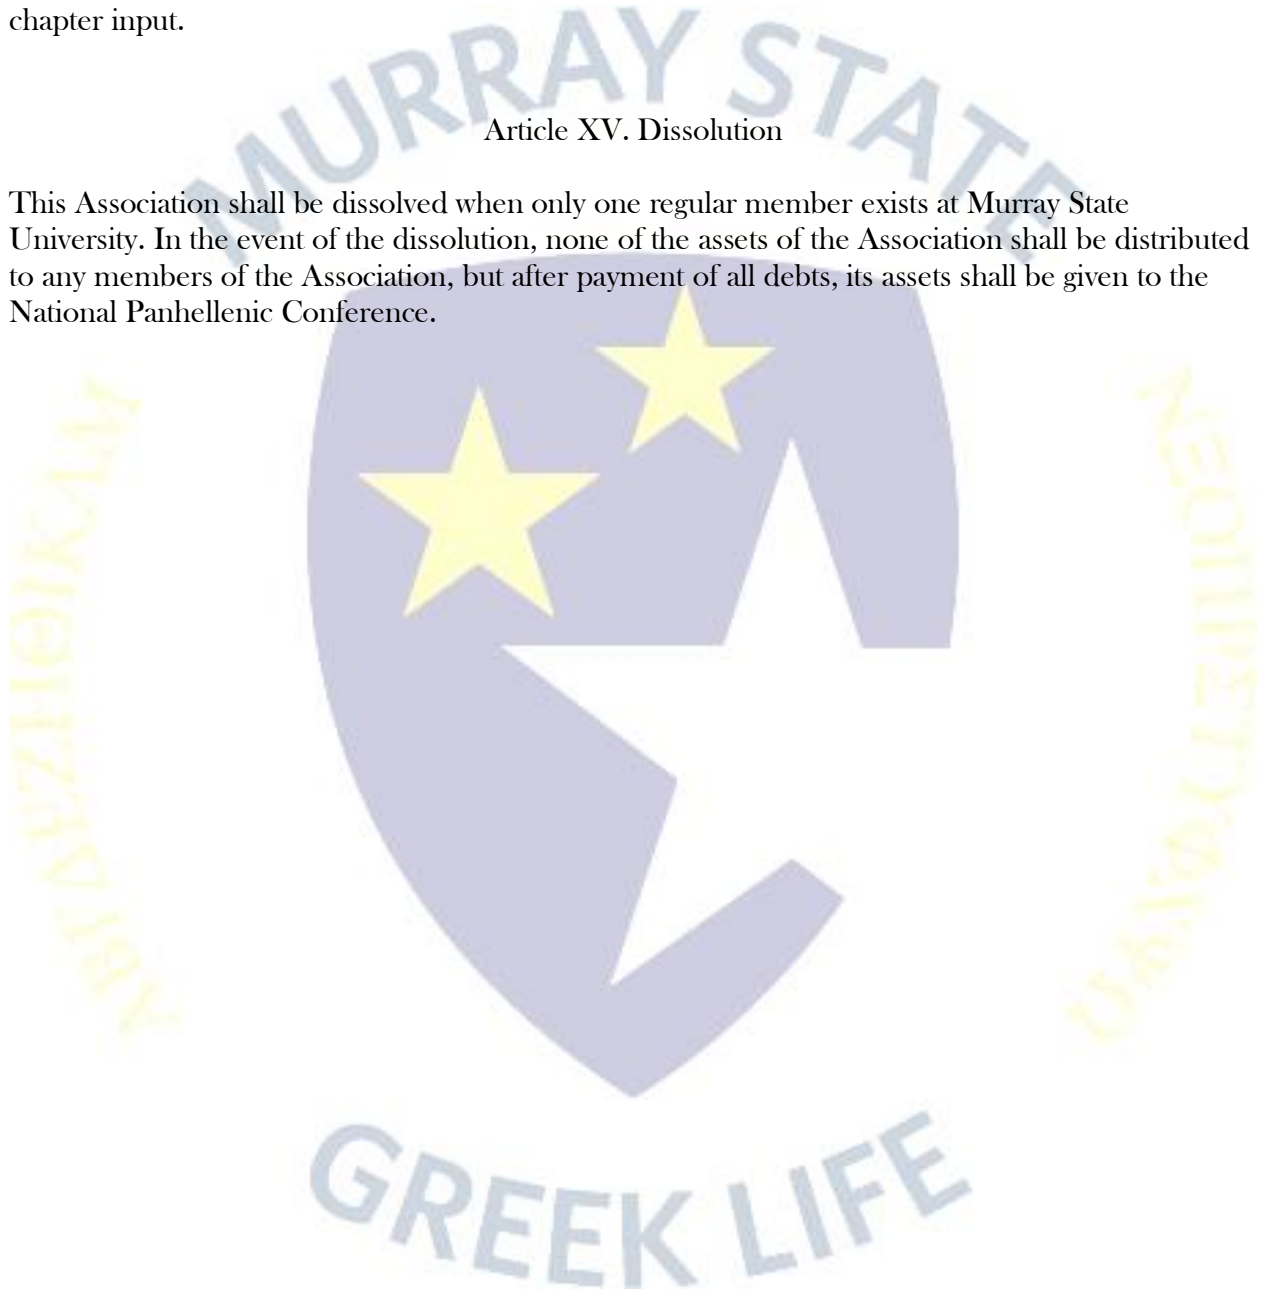 chapter input.
MURRAY STATE
Article XV. Dissolution
This Association shall be dissolved when only one regular member exists at Murray State
University. In the event of the dissolution, none of the assets of the Association shall be distributed
to any members of the Association, but after payment of all debts, its assets shall be given to the
National Panhellenic Conference.
ΑΒΓΔΕΖΗΘΙΚΛΜ
ΝΞΟΠΡΣΤΥΦΧΨΩ
GREEK LIFE